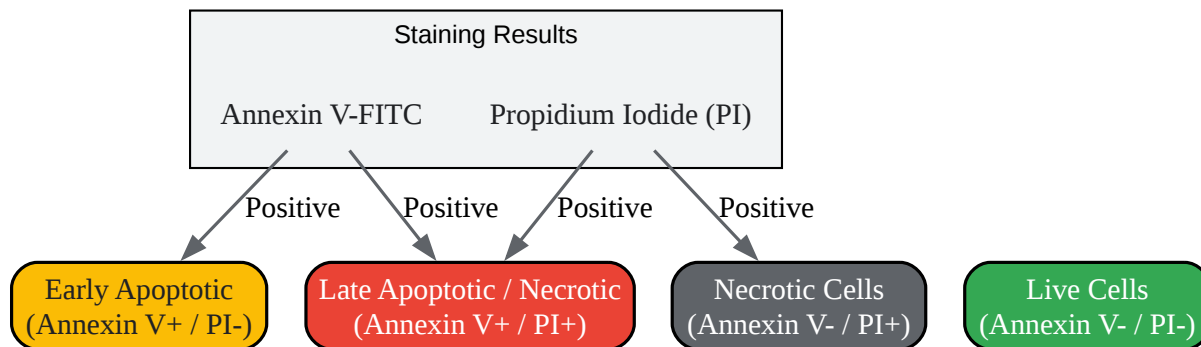 Staining Results
Annexin V-FITC
Propidium Iodide (PI)
Positive
Positive
Positive
Positive
Early Apoptotic
(Annexin V+ / PI-)
Late Apoptotic / Necrotic
(Annexin V+ / PI+)
Necrotic Cells
(Annexin V- / PI+)
Live Cells
(Annexin V- / PI-)